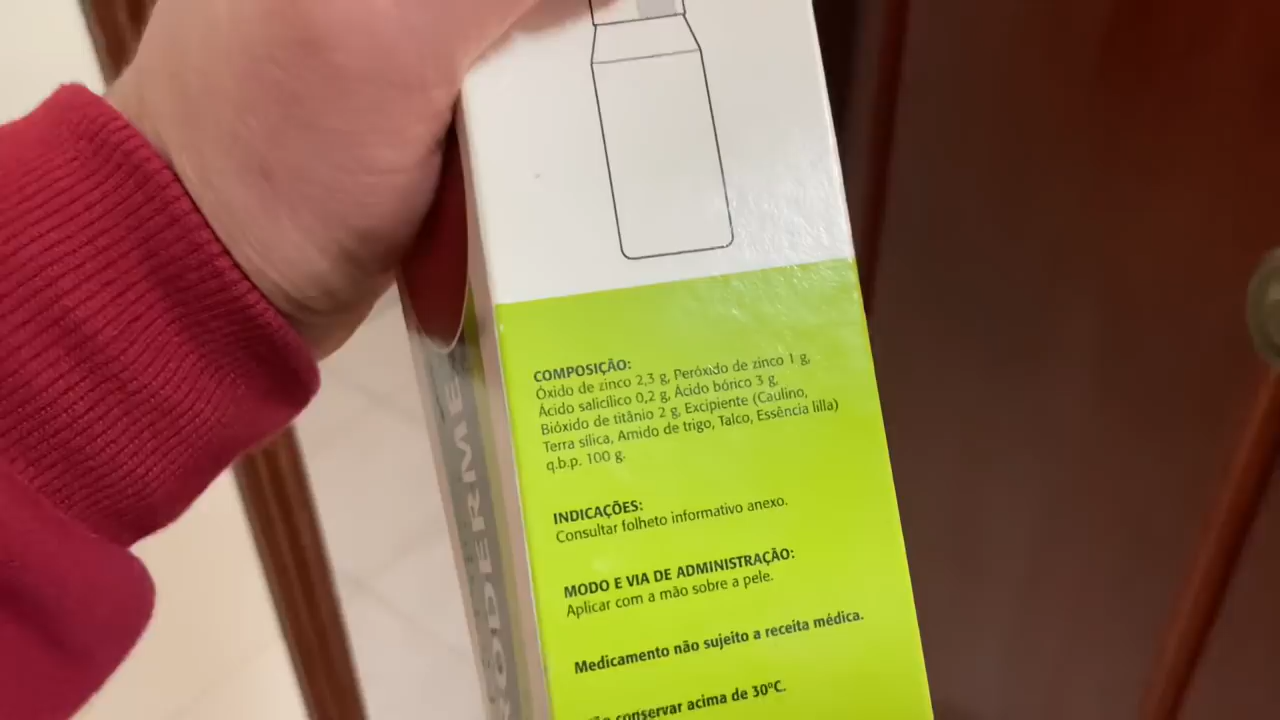 COMPOSIÇÃO:
Óxido de zinco 2,3 g, Peróxido de zinco 1 g,
Ácido salicílico 0,2 g, Ácido bórico 3 g,
Bióxido de titânio 2 g, Excipiente (Caulino,
Terra sílica, Amido de trigo, Talco, Essência lilla)
q.b.p. 100 g.
INDICAÇÕES:
Consultar folheto informativo anexo.
MODO E VIA DE ADMINISTRAÇÃO:
Aplicar com a mão sobre a pele.
Medicamento não sujeito a receita médica.
conservar acima de 30ºC.